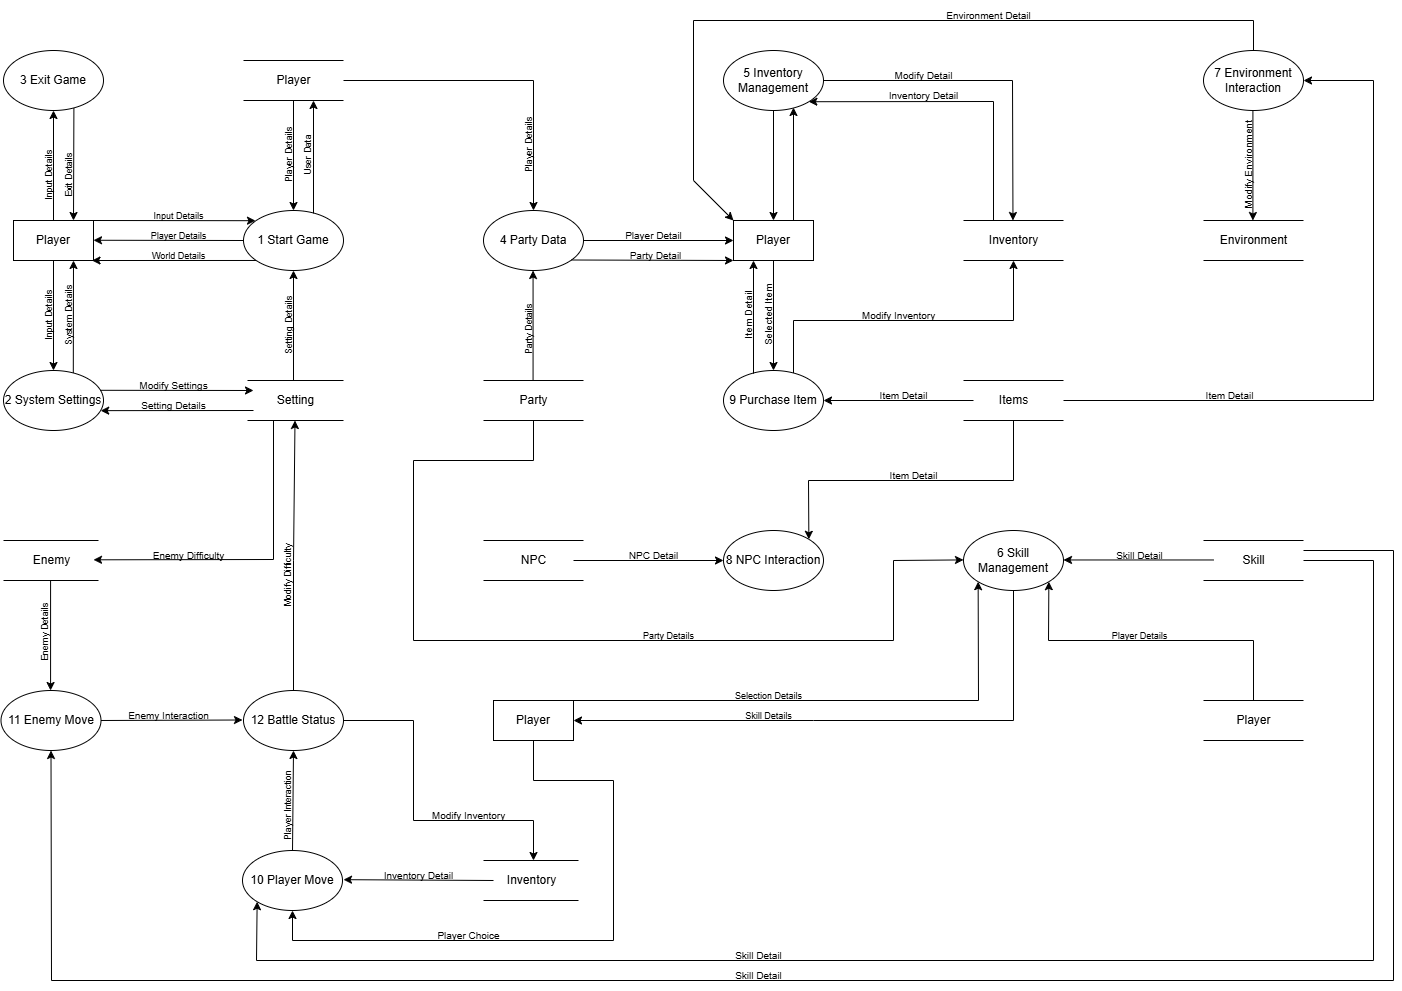 Environment Detail
3 Exit Game
Player
5 Inventory
Management
Modify Detail
Inventory Detail
7 Environment
Interaction
Input Details
Exit Details
Player Details
User Data
Player Details
Modify Environment
Player
Input Details
Player Details
World Details
1 Start Game
4 Party Data
Player Detail
Party Detail
Player
Inventory
Environment
Input Details
System Details
Setting Details
Party Details
Item Detail
Selected Item
Modify Inventory
2 System Settings
Modify Settings
Setting Details
Setting
Party
9 Purchase Item
Item Detail
Items
Item Detail
Item Detail
Enemy
Enemy Difficulty
Modify Difficulty
NPC
NPC Detail
8 NPC Interaction
6 Skill
Management
Skill Detail
Skill
Enemy Details
Party Details
Player Details
11 Enemy Move
Enemy Interaction
12 Battle Status
Player
Selection Details
Skill Details
Player
Player Interaction
Modify Inventory
10 Player Move
Inventory Detail
Inventory
Player Choice
Skill Detail
Skill Detail